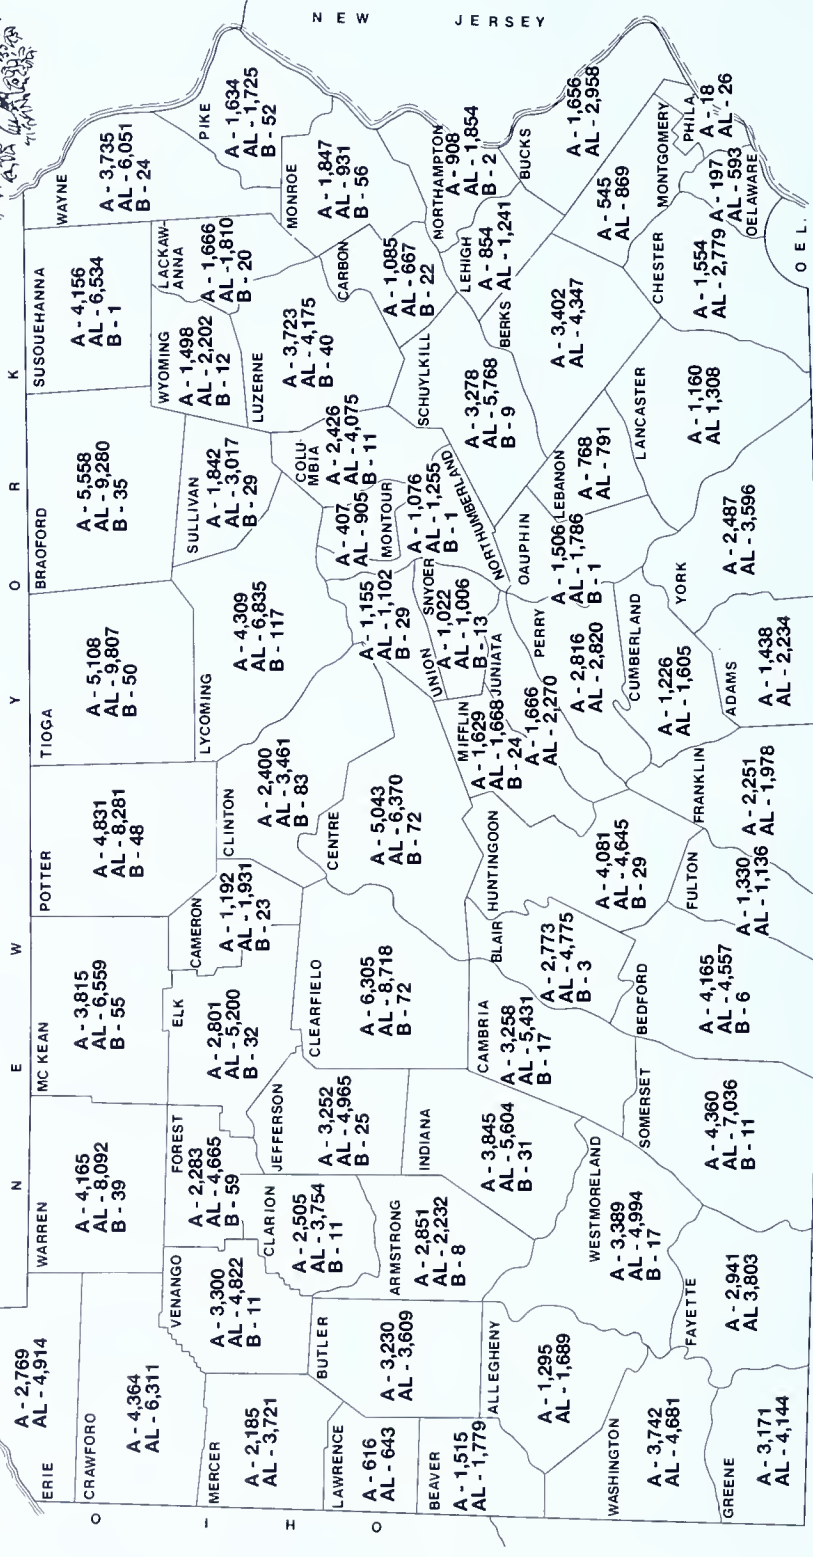 NEW YORK
NEW JERSEY
OHIO
OEL.
ERIE
A - 2,769
AL - 4,914
CRAWFORO
A - 4,364
AL - 6,311
MERCER
A - 2,185
AL - 3,721
LAWRENCE
A - 616
AL - 643
BEAVER
A - 1,515
AL - 1,779
WASHINGTON
A - 3,742
AL - 4,681
GREENE
A - 3,171
AL - 4,144
WARREN
A - 4,165
AL - 8,092
B - 39
VENANGO
A - 3,300
AL - 4,822
B - 11
FOREST
A - 2,283
AL - 4,665
B - 59
CLARION
A - 2,505
AL - 3,754
B - 11
BUTLER
A - 3,230
AL - 3,609
ARMSTRONG
A - 2,851
AL - 2,232
B - 8
ALLEGHENY
A - 1,295
AL - 1,689
WESTMORELAND
A - 3,389
AL - 4,994
B - 17
FAYETTE
A - 2,941
AL 3,803
MC KEAN
A - 3,815
AL - 6,559
B - 55
ELK
A - 2,801
AL - 5,200
B - 32
JEFFERSON
A - 3,252
AL - 4,965
B - 25
INDIANA
A - 3,845
AL - 5,604
B - 31
SOMERSET
A - 4,360
AL - 7,036
B - 11
POTTER
A - 4,831
AL - 8,281
B - 48
CAMERON
A - 1,192
AL - 1,931
B - 23
CLEARFIELD
A - 6,305
AL - 8,718
B - 72
CAMBRIA
A - 3,258
AL - 5,431
B - 17
BLAIR
A - 2,773
AL - 4,775
B - 3
BEDFORD
A - 4,165
AL - 4,557
B - 6
TIOGA
A - 5,108
AL - 9,807
B - 50
CLINTON
A - 2,400
AL - 3,461
B - 83
CENTRE
A - 5,043
AL - 6,370
B - 72
HUNTINGOON
A - 4,081
AL - 4,645
B - 29
FULTON
A - 1,330
AL - 1,136
FRANKLIN
A - 2,251
AL - 1,978
LYCOMING
A - 4,309
AL - 6,835
B - 117
UNION
A - 1,155
AL - 1,102
B - 29
SNYOER
A - 1,022
AL - 1,006
B - 13
MIFFLIN
A - 1,629
AL - 1,668
B - 24
JUNIATA
A - 1,666
AL - 2,270
PERRY
A - 2,816
AL - 2,820
CUMBERLAND
A - 1,226
AL - 1,605
ADAMS
A - 1,438
AL - 2,234
BRAOFORD
A - 5,558
AL - 9,280
B - 35
SULLIVAN
A - 1,842
AL - 3,017
B - 29
COLU-
MBIA
A - 2,426
AL - 4,075
B - 11
MONTOUR
A - 407
AL - 905
NORTHUMBERLAND
A - 1,076
AL - 1,255
B - 1
OAUPHIN
A - 1,506
AL - 1,786
B - 1
LEBANON
A - 768
AL - 791
YORK
A - 2,487
AL - 3,596
SUSOUEHANNA
A - 4,156
AL - 6,534
B - 1
WYOMING
A - 1,498
AL - 2,202
B - 12
LACKAW-
ANNA
A - 1,666
AL -1,810
B - 20
LUZERNE
A - 3,723
AL - 4,175
B - 40
SCHUYLKILL
A - 3,278
AL - 5,768
B - 9
BERKS
A - 3,402
AL - 4,347
LANCASTER
A - 1,160
AL 1,308
WAYNE
A - 3,735
AL - 6,051
B - 24
PIKE
A - 1,634
AL - 1,725
B - 52
MONROE
A - 1,847
AL - 931
B - 56
CARBON
A - 1,085
AL - 667
B - 22
NORTHAMPTON
A - 908
AL - 1,854
B - 2
LEHIGH
A - 854
AL - 1,241
BUCKS
A - 1,656
AL - 2,958
MONTGOMERY
A - 545
AL - 869
CHESTER
A - 1,554
AL - 2,779
OELAWARE
A - 197
AL - 593
PHILA.
A - 18
AL - 26